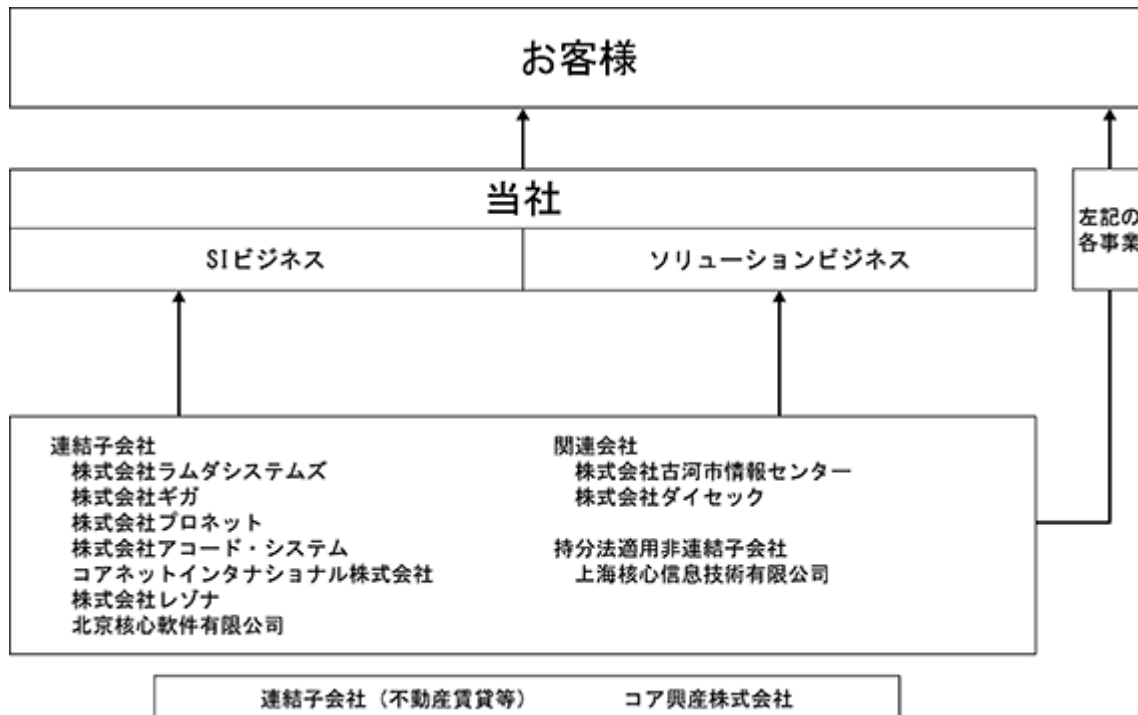 お客様
当社
SIビジネス
ソリューションビジネス
左記の
各事業
連結子会社
株式会社ラムダシステムズ
株式会社ギガ
株式会社プロネット
株式会社アコード・システム
コアネットインタナショナル株式会社
株式会社レゾナ
北京核心軟件有限公司
関連会社
株式会社古河市情報センター
株式会社ダイセック
持分法適用非連結子会社
上海核心信息技術有限公司
連結子会社（不動産賃貸等） コア興産株式会社